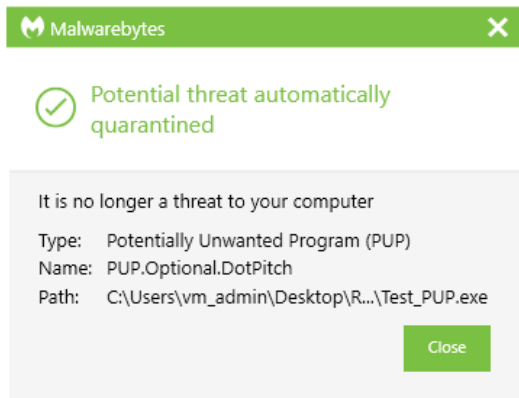 Malwarebytes
Potential threat automatically
quarantined
It is no longer a threat to your computer
Type: Potentially Unwanted Program (PUP)
Name: PUP.Optional.DotPitch
Path: C:\Users\vm_admin\Desktop\R...\Test_PUP.exe
Close